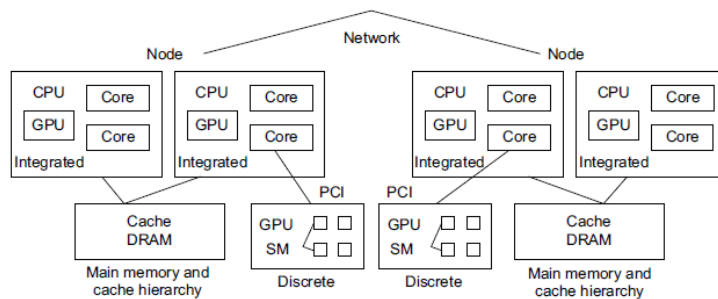 Network
Node
Node
CPU
Core
GPU
Core
Integrated
CPU
Core
GPU
Core
Integrated
CPU
Core
GPU
Core
Integrated
CPU
Core
GPU
Core
Integrated
PCI
PCI
Cache
DRAM
Main memory and
cache hierarchy
GPU
SM
Discrete
GPU
SM
Discrete
Cache
DRAM
Main memory and
cache hierarchy